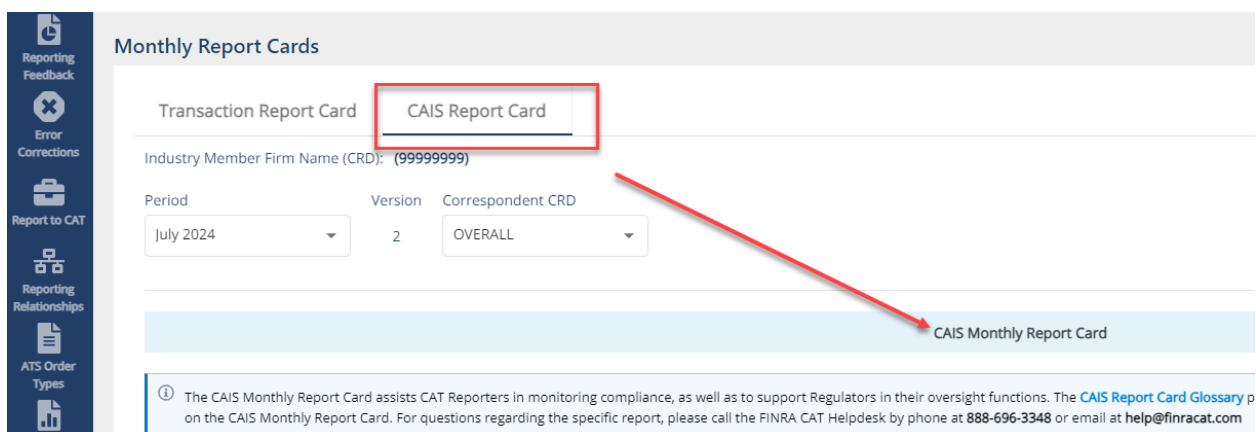 Reporting
Feedback
Error
Corrections
Report to CAT
Reporting
Relationships
ATS Order
Types
Monthly Report Cards
Transaction Report Card CAIS Report Card
Industry Member Firm Name (CRD): (99999999)
Period Version Correspondent CRD
July 2024 2 OVERALL
CAIS Monthly Report Card
The CAIS Monthly Report Card assists CAT Reporters in monitoring compliance, as well as to support Regulators in their oversight functions. The CAIS Report Card Glossary p
on the CAIS Monthly Report Card. For questions regarding the specific report, please call the FINRA CAT Helpdesk by phone at 888-696-3348 or email at help@finracat.com